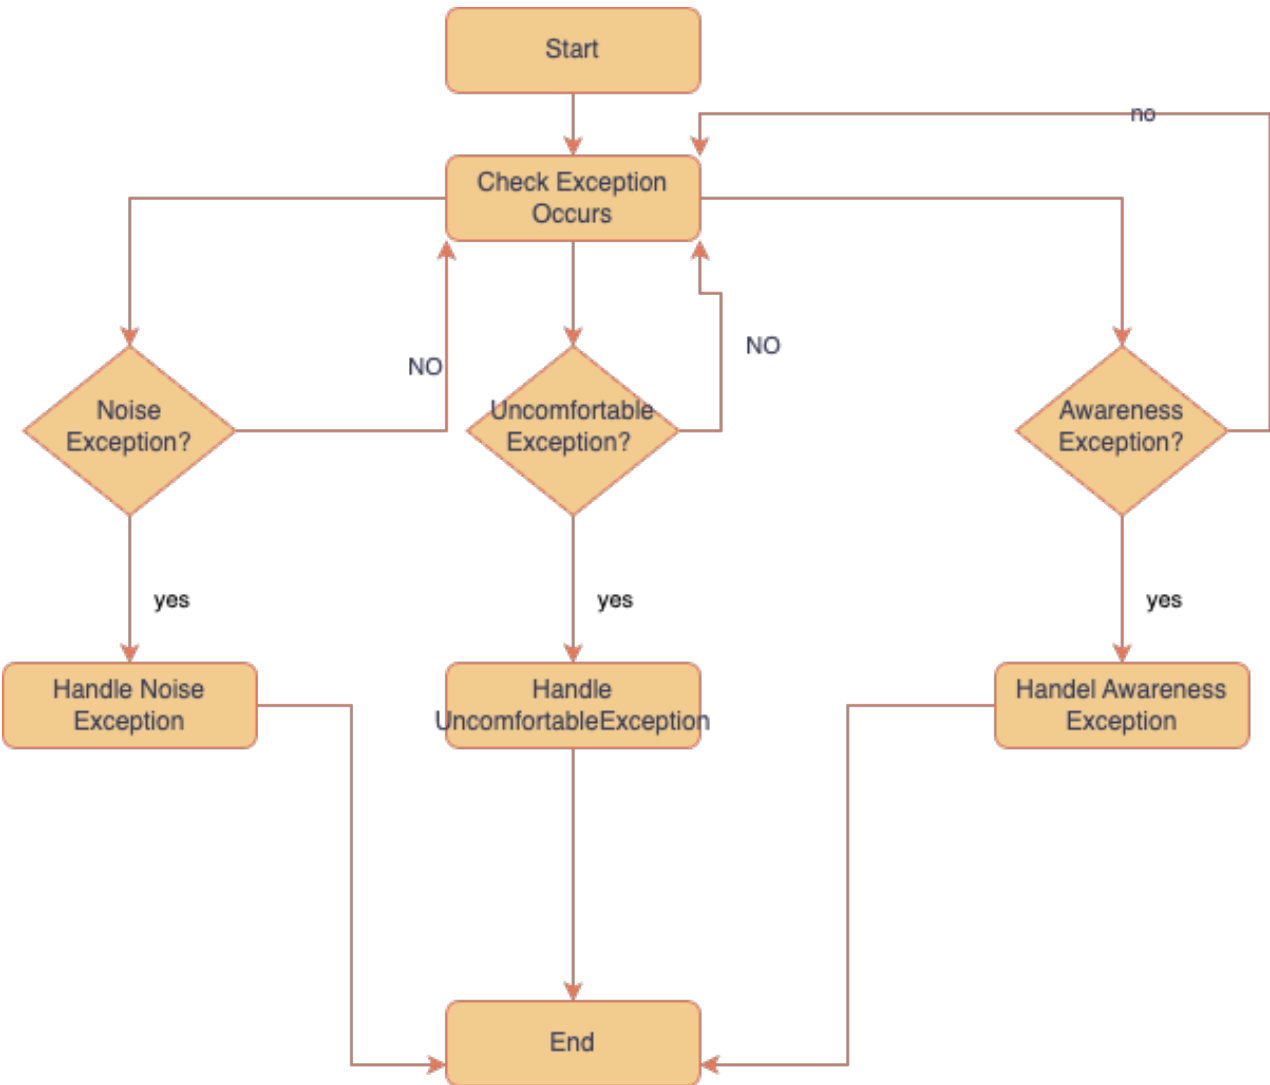 Start
no
Check Exception
Occurs
NO
NO
Noise
Exception?
Uncomfortable
Exception?
Awareness
Exception?
yes
yes
yes
Handle Noise
Exception
Handle
UncomfortableException
Handel Awareness
Exception
End